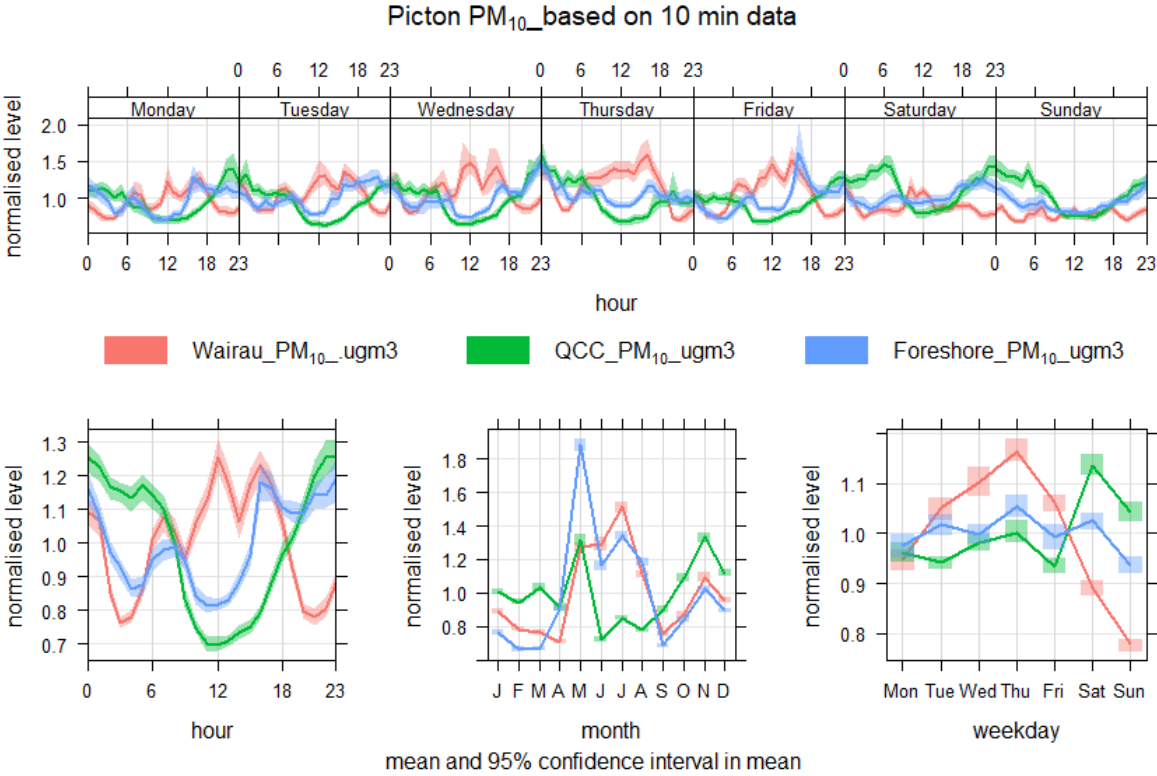 Picton PM10_based on 10 min data
0 6 12 18 23 0 6 12 18 23 0 6 12 18 23
Monday Tuesday Wednesday Thursday Friday Saturday Sunday
normalised level
2.0
1.5
1.0
0 6 12 18 23 0 6 12 18 23 0 6 12 18 23 0 6 12 18 23
hour
Wairau_PM10_.ugm3 QCC_PM10_ugm3 Foreshore_PM10_ugm3
normalised level
1.3
1.2
1.1
1.0
0.9
0.8
0.7
0 6 12 18 23
hour
normalised level
1.8
1.6
1.4
1.2
1.0
0.8
J F M A M J J A S O N D
month
normalised level
1.1
1.0
0.9
0.8
Mon Tue Wed Thu Fri Sat Sun
weekday
mean and 95% confidence interval in mean